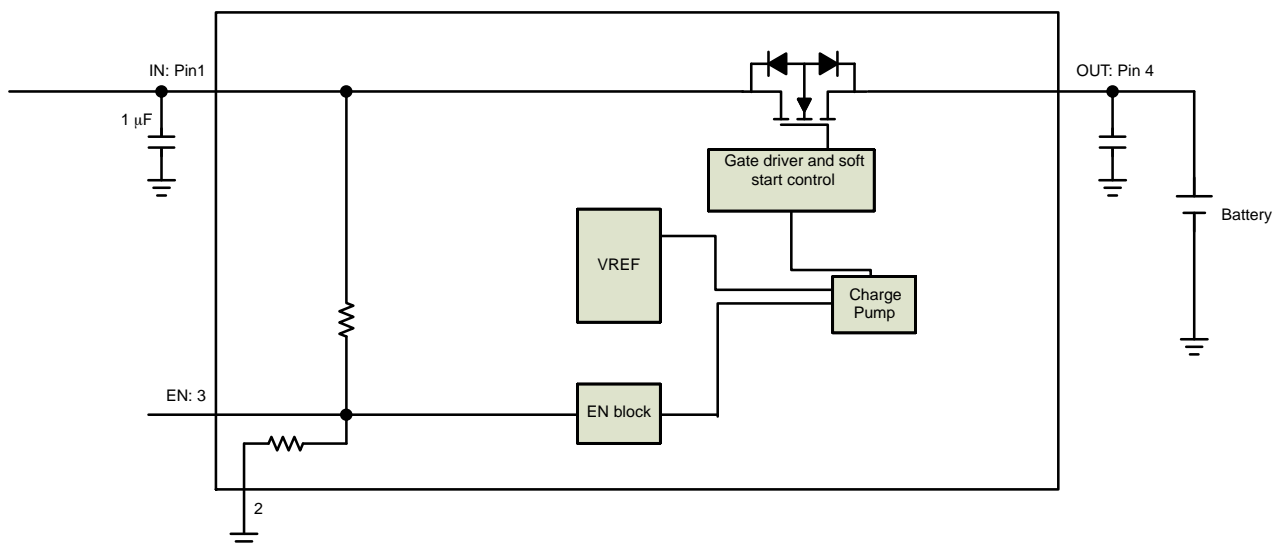 IN: Pin1
OUT: Pin 4
1 μF
Gate driver and soft
start control
Battery
VREF
Charge
Pump
EN: 3
EN block
2